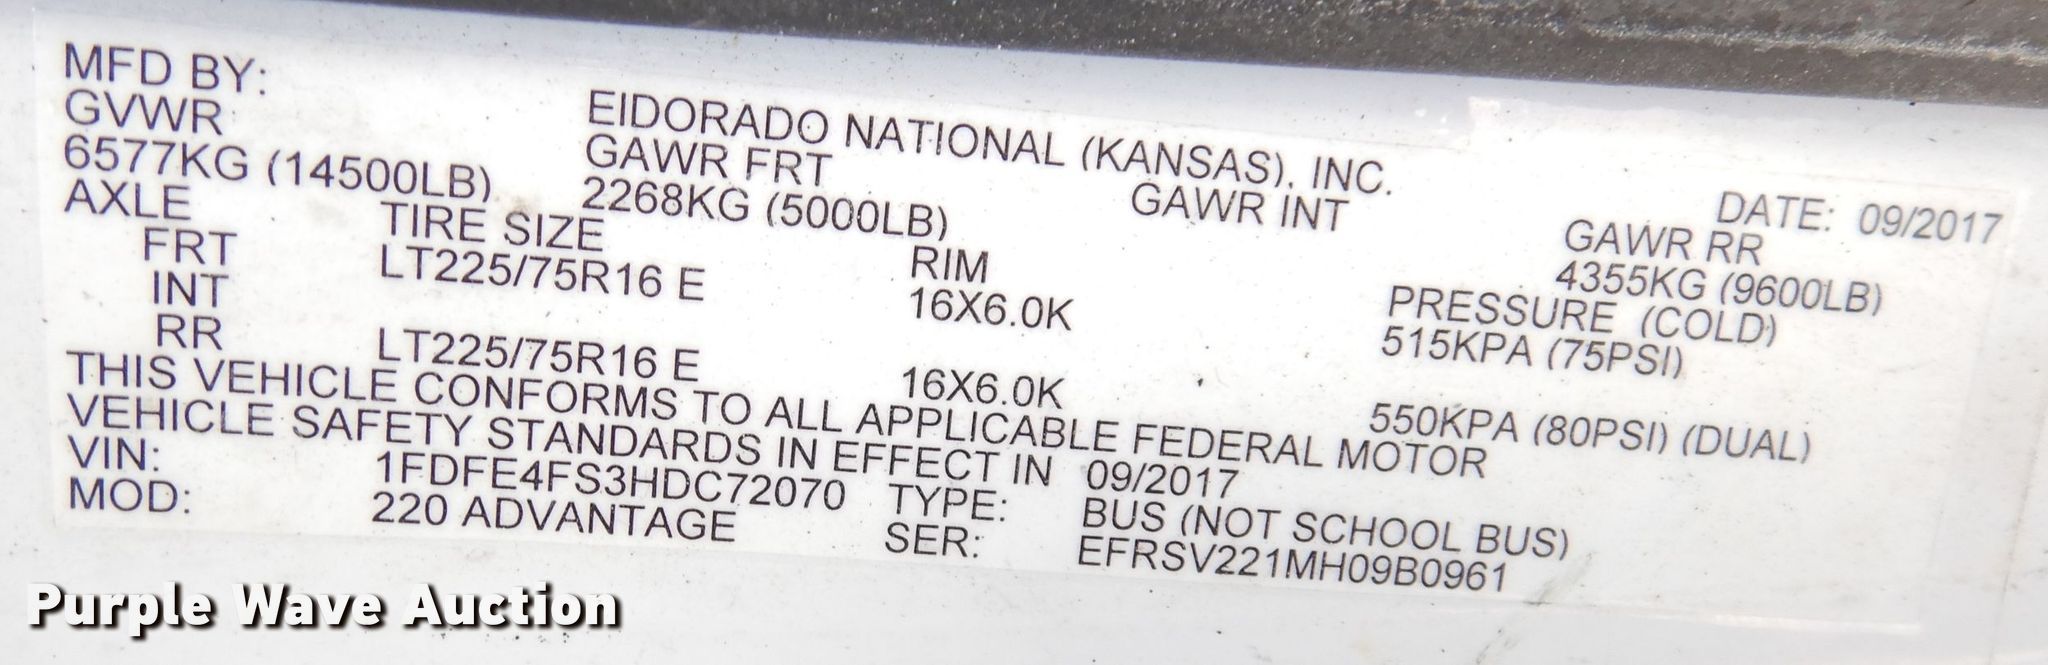 MFD BY: EIDORADO NATIONAL (KANSAS), INC. DATE: 09/2017
GVWR GAWR FRT GAWR INT GAWR RR
6577KG (14500LB) 2268KG (5000LB) 4355KG (9600LB)
AXLE TIRE SIZE RIM PRESSURE (COLD)
FRT LT225/75R16 E 16X6.0K 515KPA (75PSI)
INT
RR LT225/75R16 E 16X6.0K 550KPA (80PSI) (DUAL)
THIS VEHICLE CONFORMS TO ALL APPLICABLE FEDERAL MOTOR
VEHICLE SAFETY STANDARDS IN EFFECT IN 09/2017
VIN: 1FDFE4FS3HDC72070 TYPE: BUS (NOT SCHOOL BUS)
MOD: 220 ADVANTAGE SER: EFRSV221MH09B0961
Purple Wave Auction